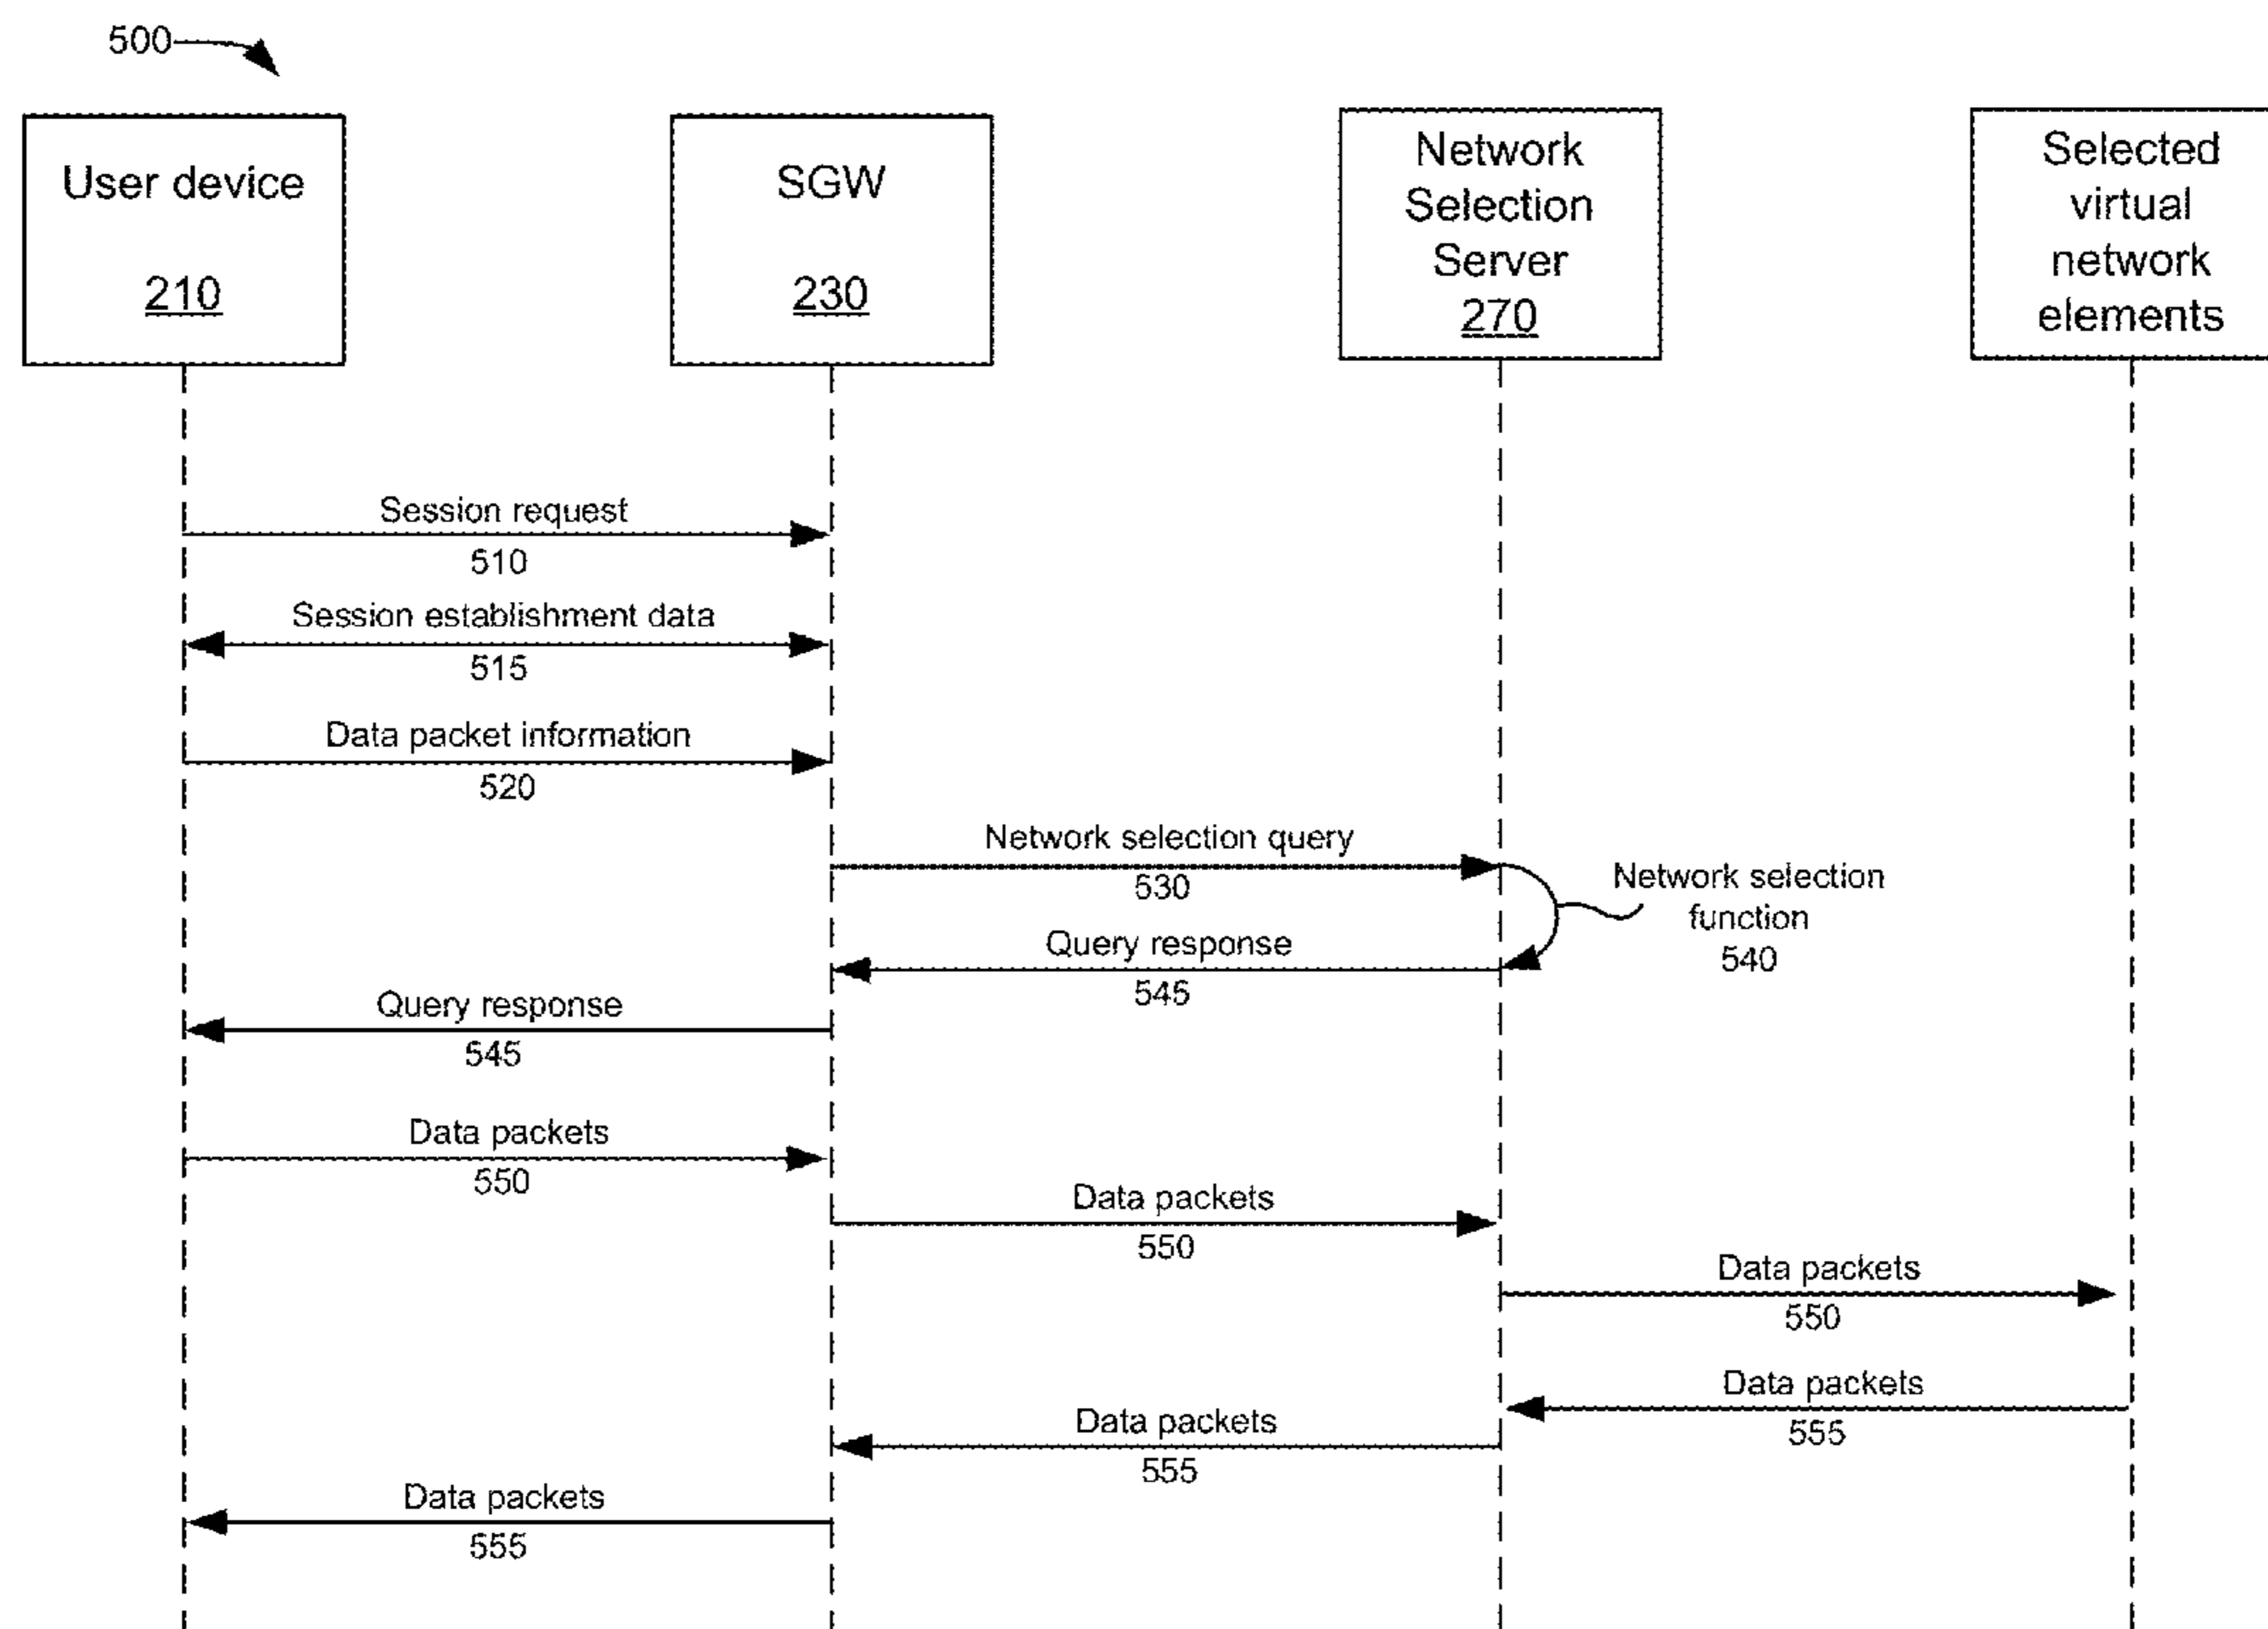 500
User device
210
SGW
230
Network
Selection
Server
270
Selected
virtual
network
elements
Session request
510
Session establishment data
515
Data packet information
520
Network selection query
530
Network selection
function
540
Query response
545
Query response
545
Data packets
550
Data packets
550
Data packets
550
Data packets
555
Data packets
555
Data packets
555